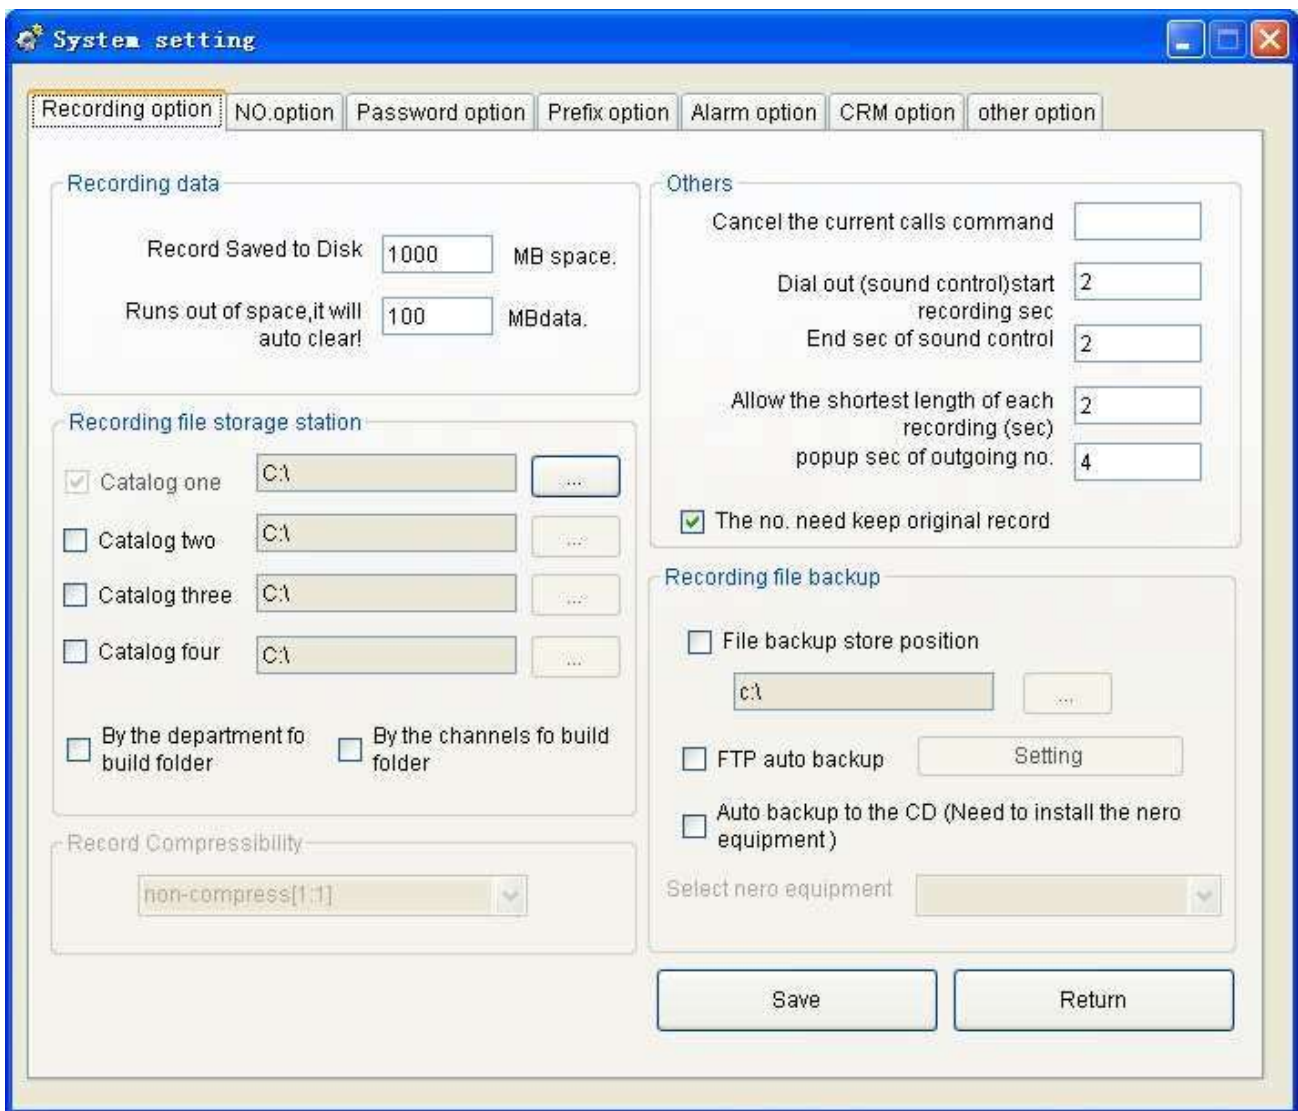 System setting
Recording option NO.option Password option Prefix option Alarm option CRM option other option
Recording data
Record Saved to Disk 1000 MB space.
Runs out of space,it will
auto clear! 100 MBdata.
Recording file storage station
Catalog one C:\ ...
Catalog two C:\ ...
Catalog three C:\ ...
Catalog four C:\ ...
By the department fo
build folder
By the channels fo build
folder
Record Compressibility
non-compress[1:1]
Others
Cancel the current calls command
Dial out (sound control)start
recording sec 2
End sec of sound control 2
Allow the shortest length of each
recording (sec) 2
popup sec of outgoing no. 4
The no. need keep original record
Recording file backup
File backup store position
c:\ ...
FTP auto backup Setting
Auto backup to the CD (Need to install the nero
equipment )
Select nero equipment
Save Return